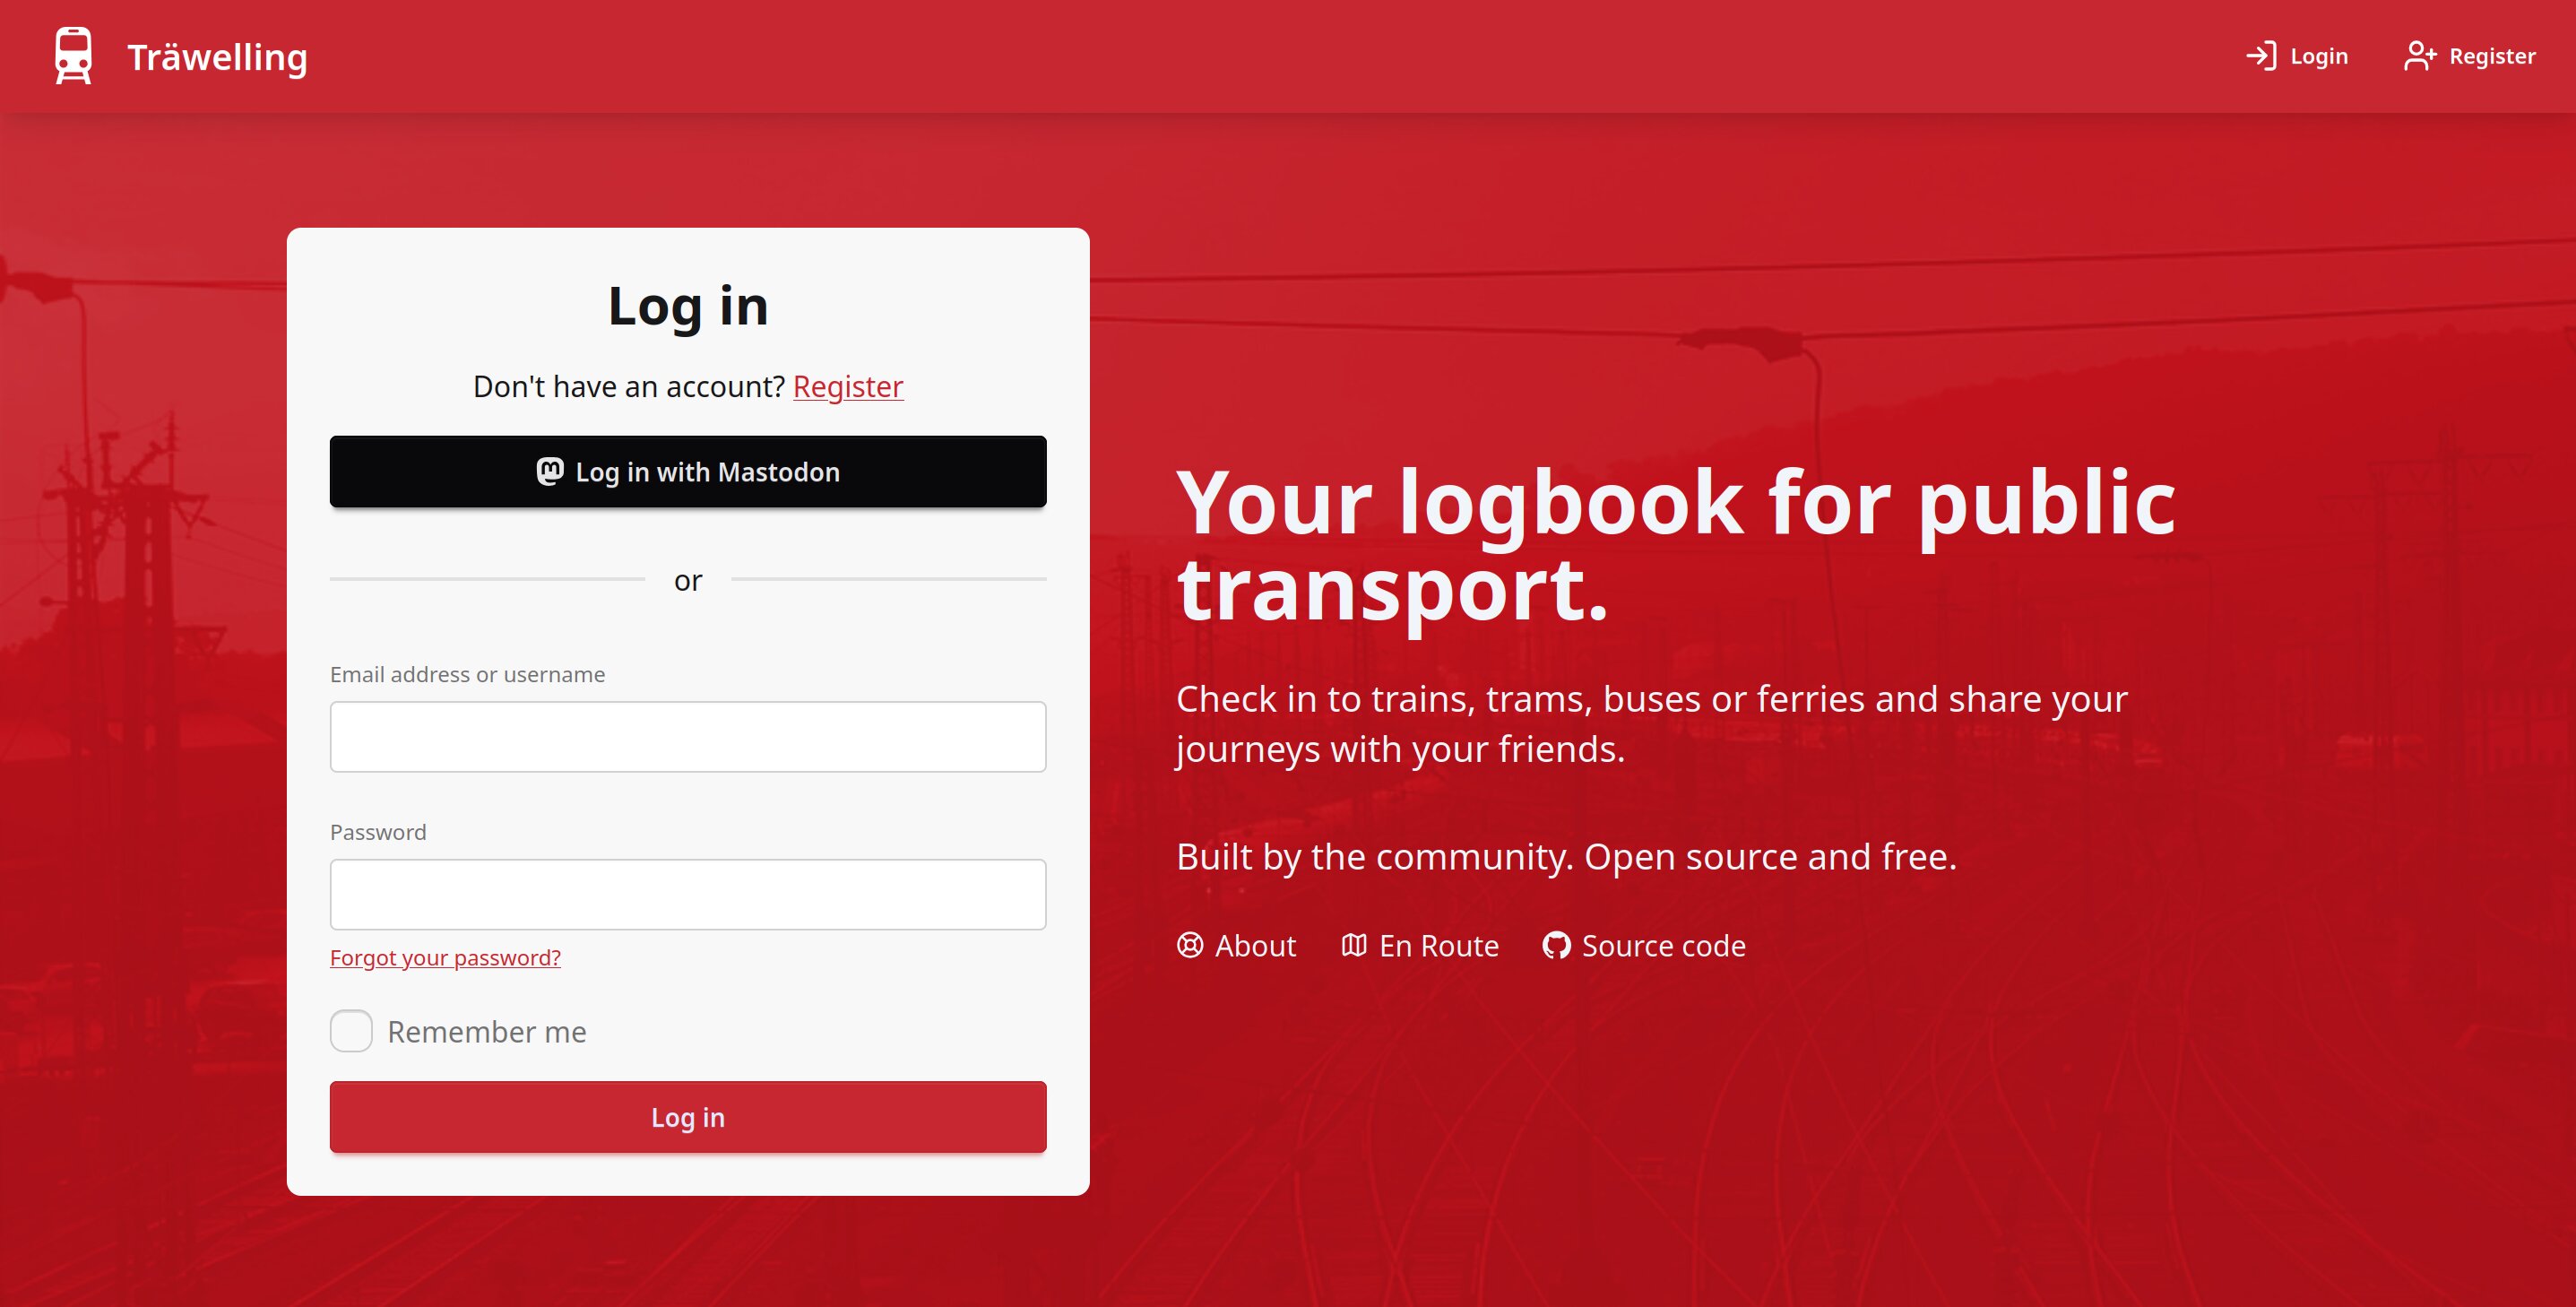 Träwelling
Login
Register
Log in
Don't have an account? Register
Log in with Mastodon
or
Email address or username
Password
Forgot your password?
Remember me
Log in
Your logbook for public
transport.
Check in to trains, trams, buses or ferries and share your
journeys with your friends.
Built by the community. Open source and free.
About
En Route
Source code